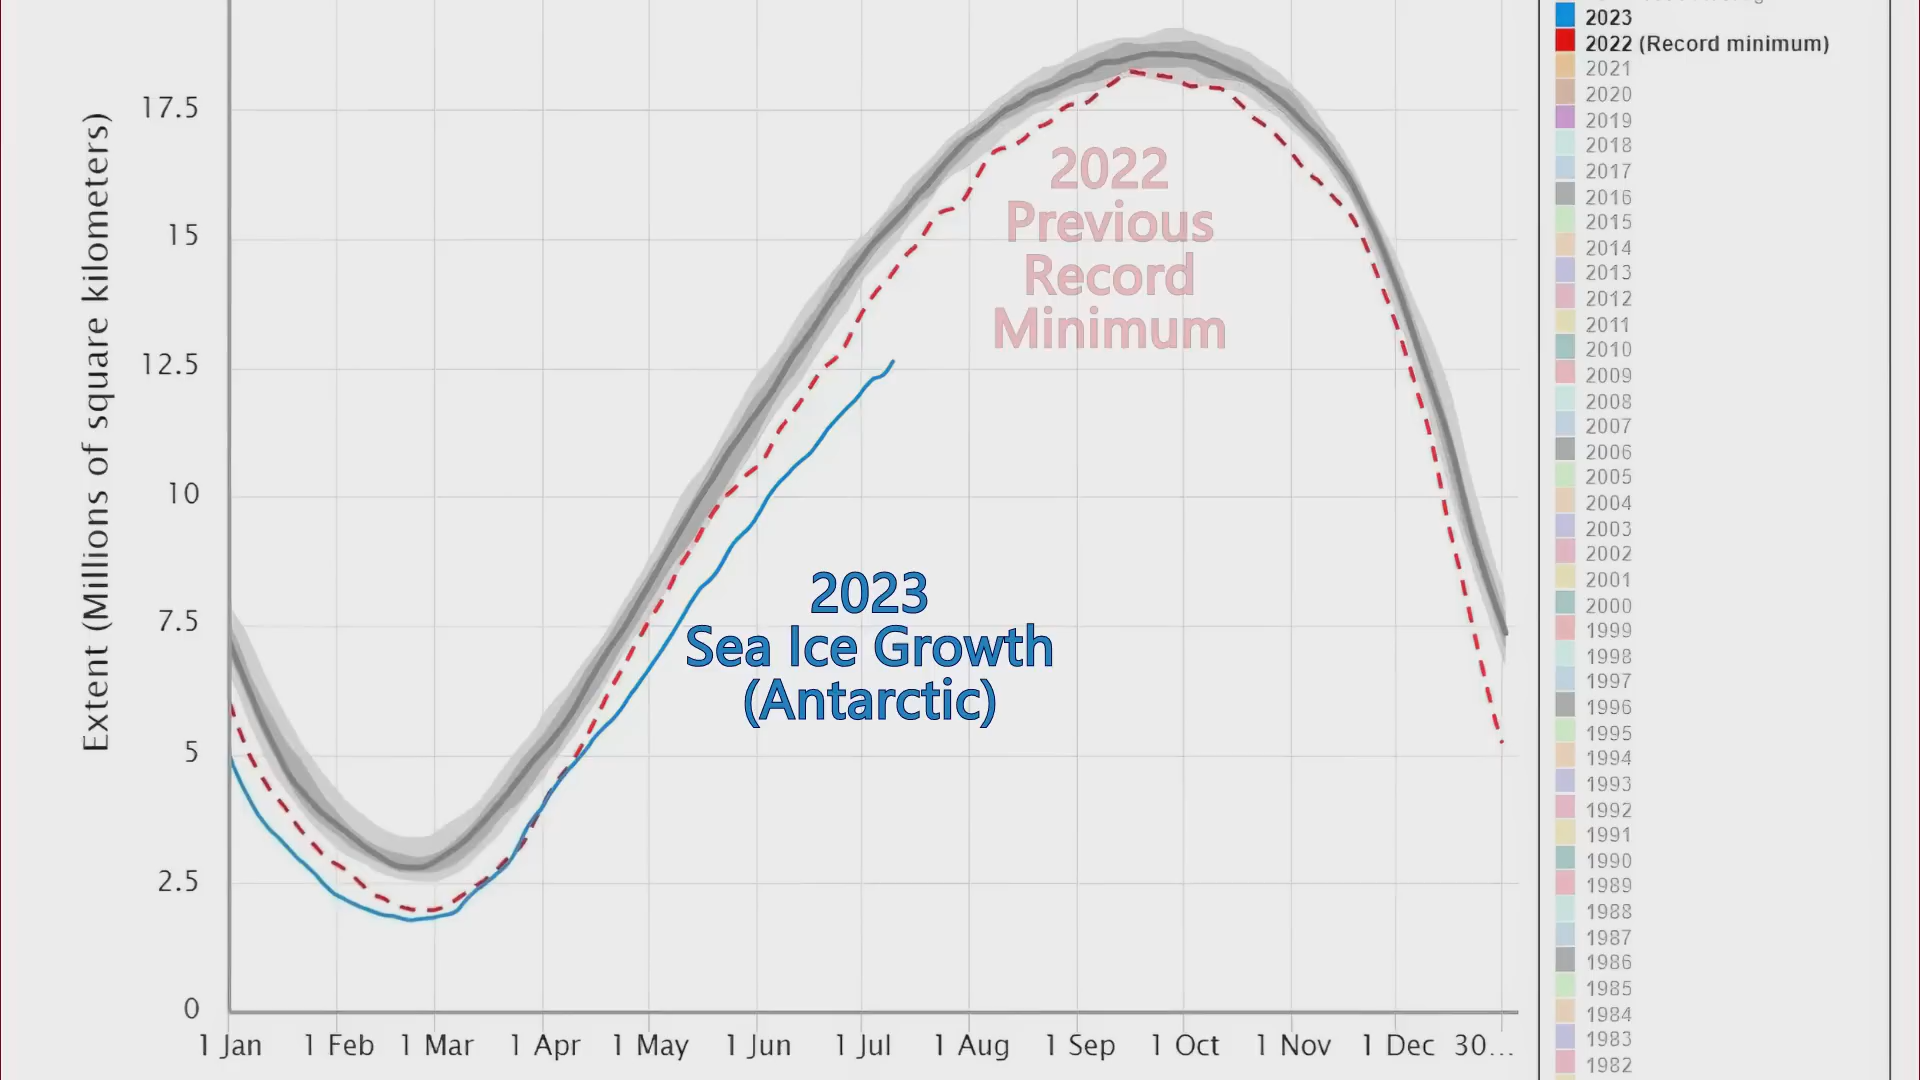 Extent (Millions of square kilometers)
17.5
15
12.5
10
7.5
5
2.5
0
1 Jan
1 Feb
1 Mar
1 Apr
1 May
1 Jun
1 Jul
1 Aug
1 Sep
1 Oct
1 Nov
1 Dec
30...
2022
Previous
Record
Minimum
2023
Sea Ice Growth
(Antarctic)
2023
2022 (Record minimum)
2021
2020
2019
2018
2017
2016
2015
2014
2013
2012
2011
2010
2009
2008
2007
2006
2005
2004
2003
2002
2001
2000
1999
1998
1997
1996
1995
1994
1993
1992
1991
1990
1989
1988
1987
1986
1985
1984
1983
1982